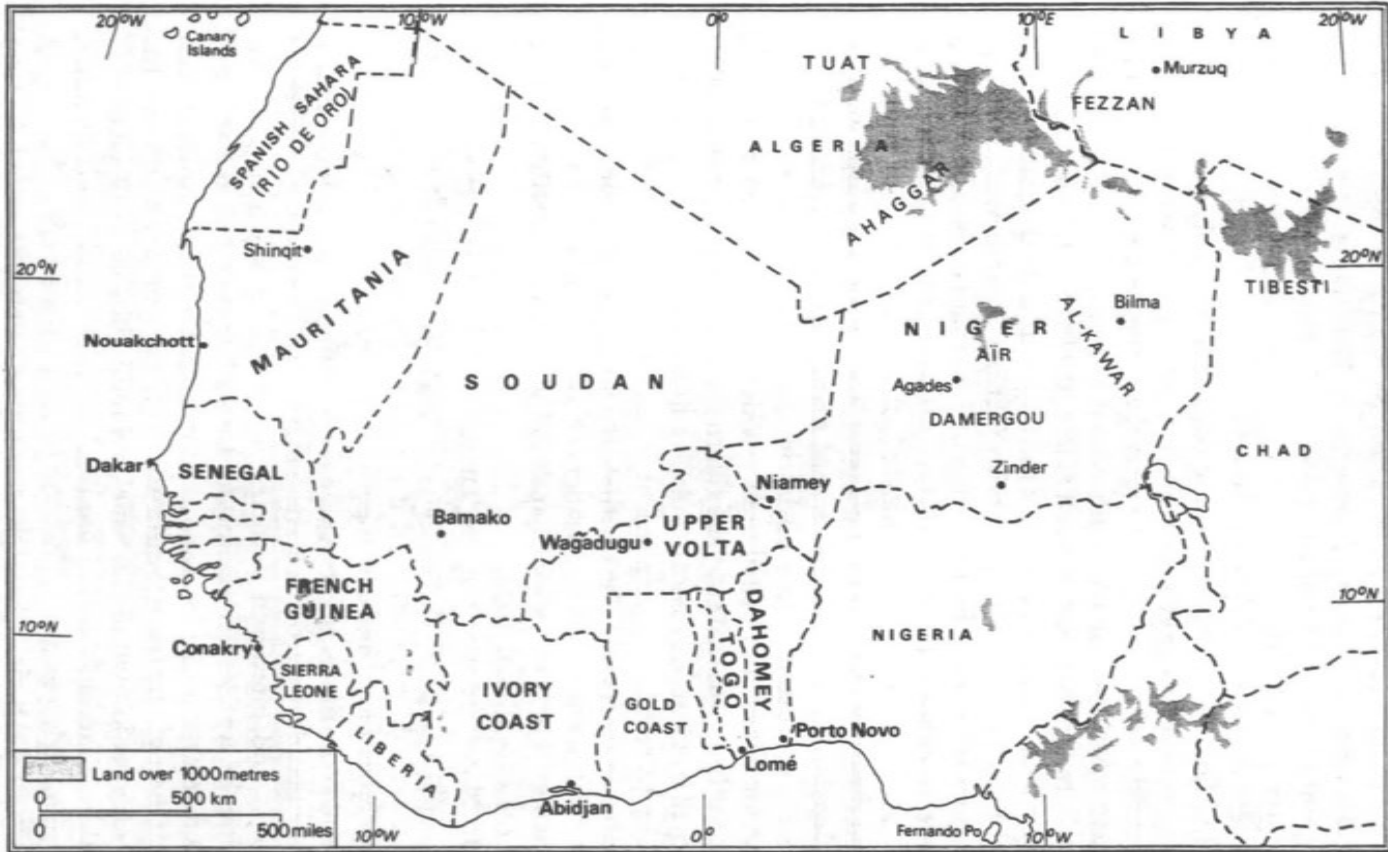 20°W
10°W
0°
10°E
20°W
Canary
Islands
LIBYA
TUAT
Murzuq
FEZZAN
SPANISH SAHARA
(RIO DE ORO)
ALGERIA
AHAGGAR
Shinqit
20°N
20°N
TIBESTI
MAURITANIA
Bilma
AL-KAWAR
NIGER
AÏR
Nouakchott
SOUDAN
Agades
DAMERGOU
CHAD
Dakar
SENEGAL
Zinder
Niamey
Bamako
UPPER
VOLTA
Wagadugu
FRENCH
GUINEA
DAHOMEY
10°N
10°N
NIGERIA
Conakry
TOGO
SIERRA
LEONE
IVORY
COAST
GOLD
COAST
LIBERIA
Porto Novo
Lomé
Land over 1000 metres
0
500 km
0
500 miles
Abidjan
10°W
0°
Fernando Po
10°W